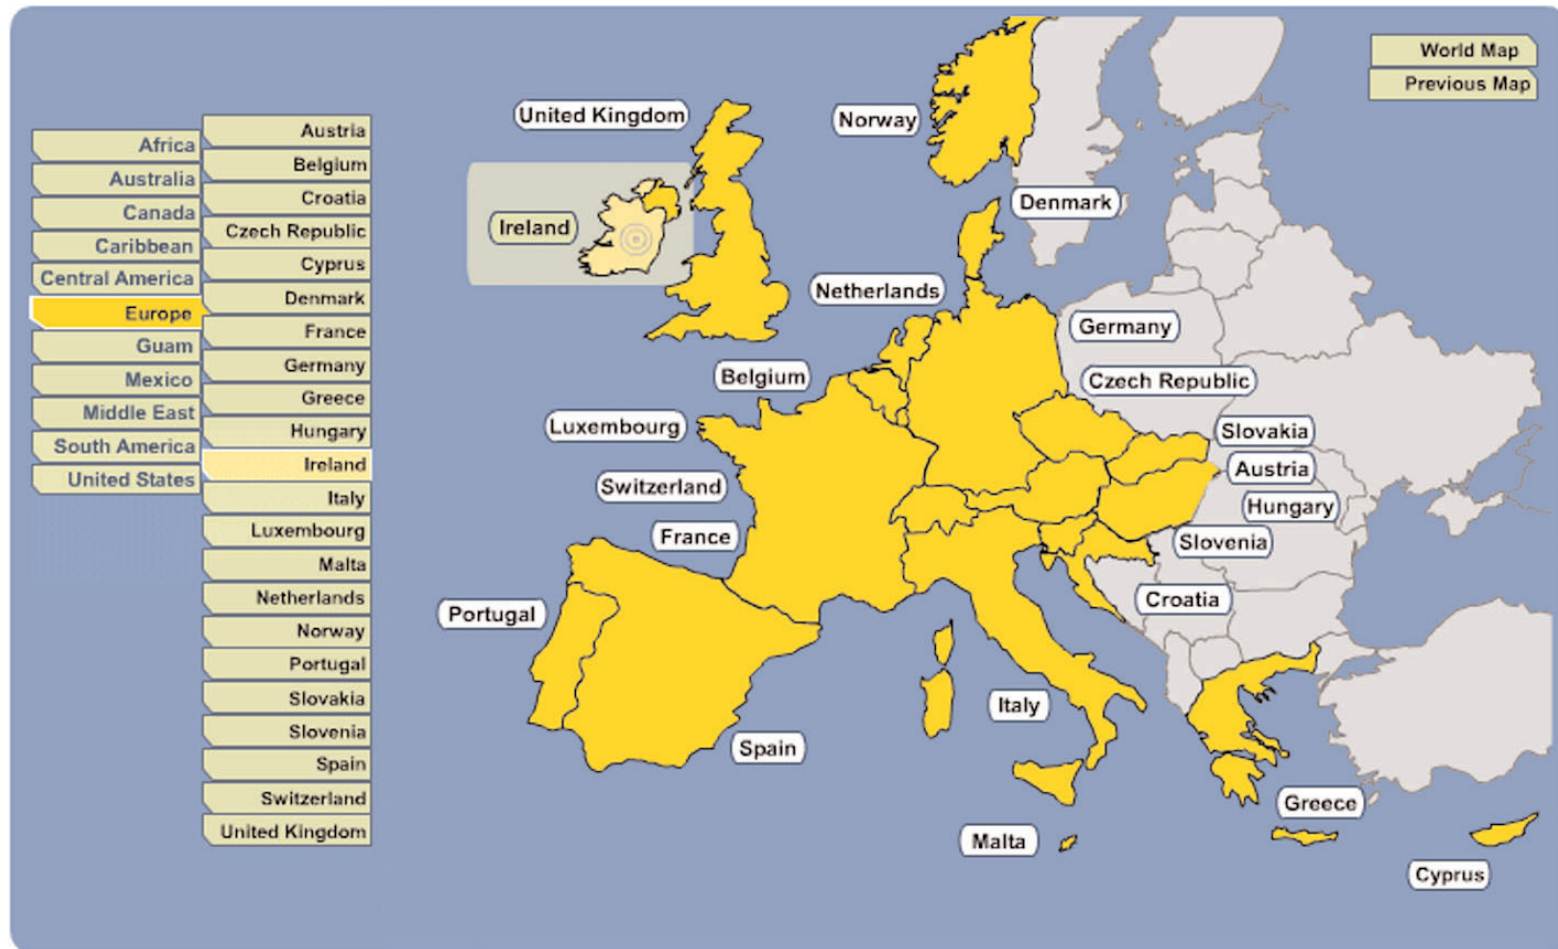 World Map
Previous Map
Africa
Australia
Canada
Caribbean
Central America
Europe
Guam
Mexico
Middle East
South America
United States
Austria
Belgium
Croatia
Czech Republic
Cyprus
Denmark
France
Germany
Greece
Hungary
Ireland
Italy
Luxembourg
Malta
Netherlands
Norway
Portugal
Slovakia
Slovenia
Spain
Switzerland
United Kingdom
United Kingdom
Norway
Denmark
Ireland
Netherlands
Germany
Belgium
Czech Republic
Luxembourg
Slovakia
Austria
Switzerland
Hungary
France
Slovenia
Croatia
Portugal
Italy
Spain
Greece
Malta
Cyprus